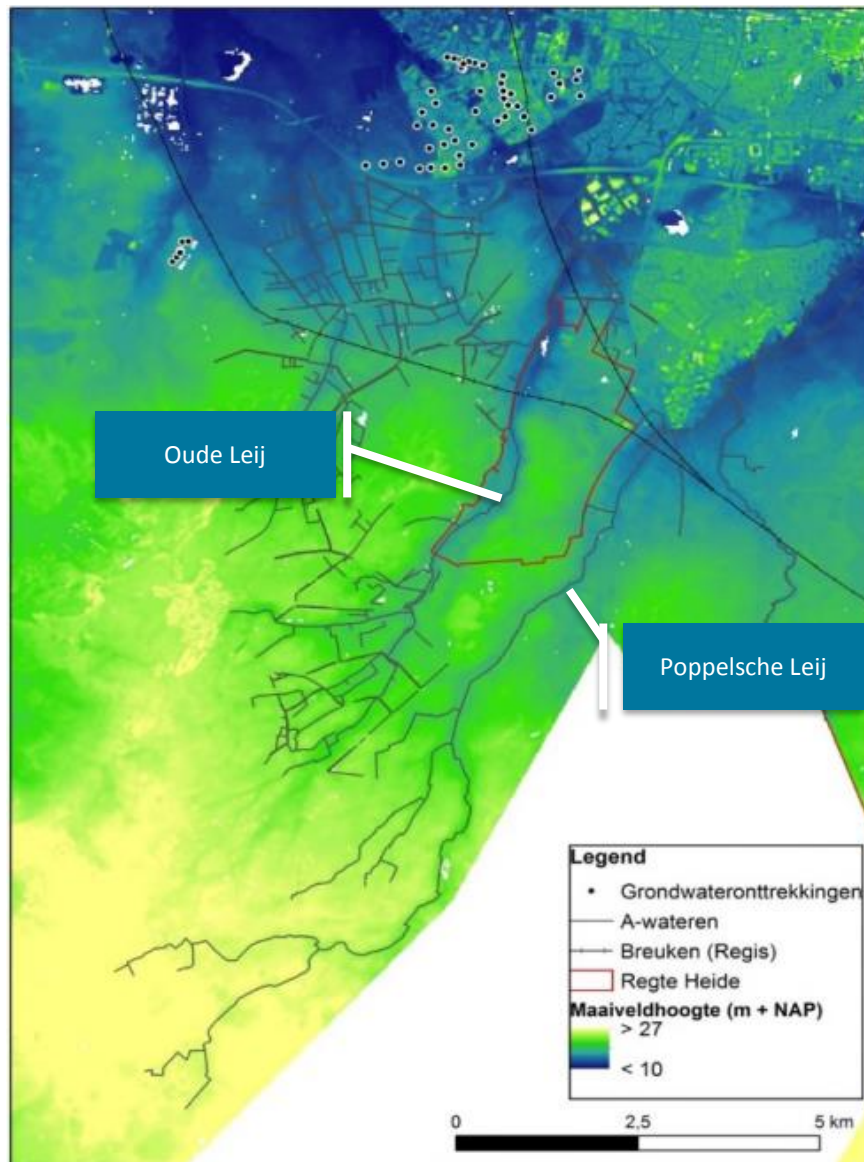 Oude Leij
Poppelsche Leij
Legend
Grondwateronttrekkingen
A-wateren
Breuken (Regis)
Regte Heide
Maaiveldhoogte (m + NAP)
> 27
< 10
0 2,5 5 km